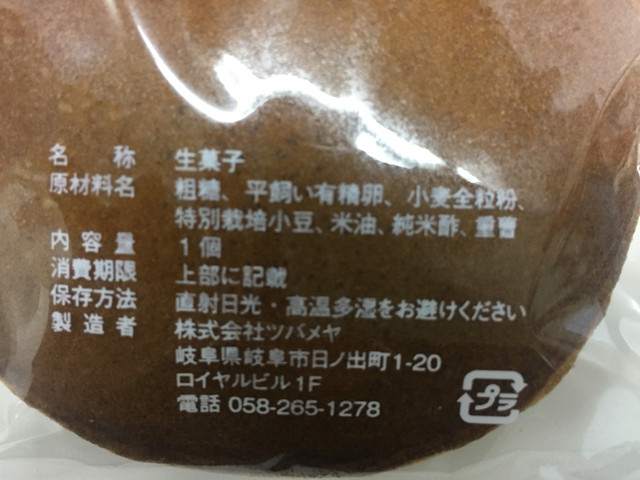 名称 生菓子
原材料名 粗糖、平飼い有精卵、小麦全粒粉、
特別栽培小豆、米油、純米酢、重曹
内容量 1個
消費期限 上部に記載
保存方法 直射日光・高温多湿をお避けください
製造者 株式会社ツバメヤ
岐阜県岐阜市日ノ出町1-20
ロイヤルビル1F
電話 058-265-1278
プラ